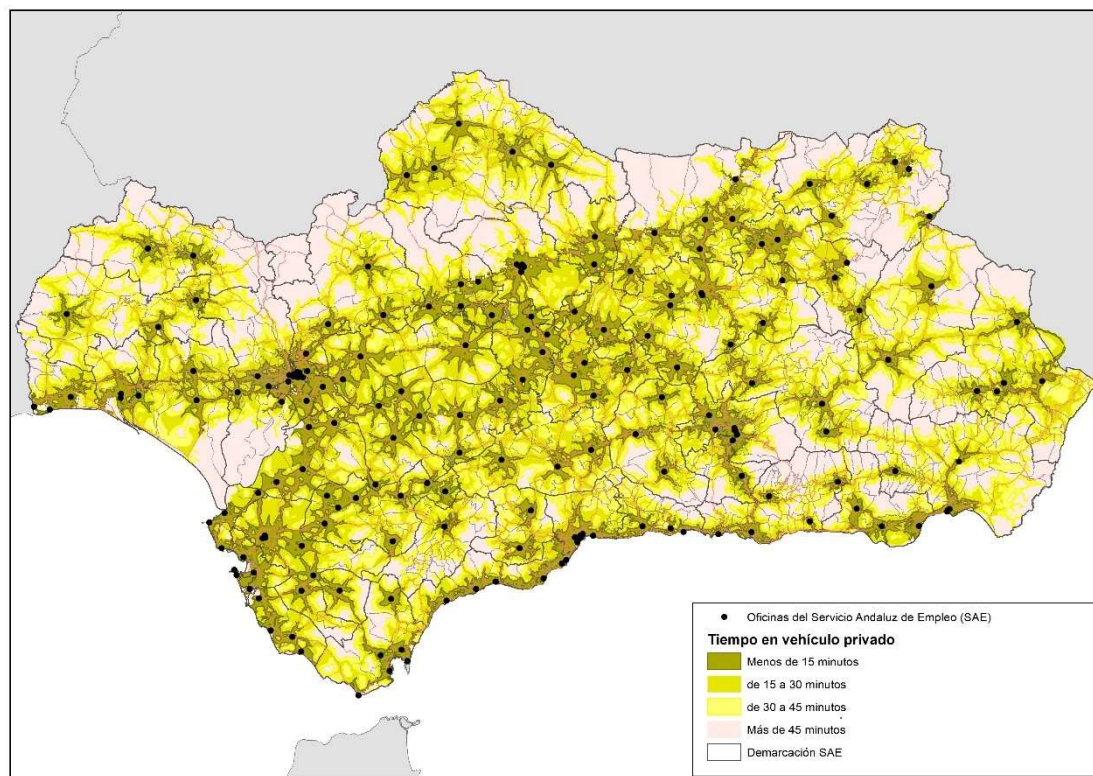 Oficinas del Servicio Andaluz de Empleo (SAE)
Tiempo en vehículo privado
Menos de 15 minutos
de 15 a 30 minutos
de 30 a 45 minutos
Más de 45 minutos
Demarcación SAE